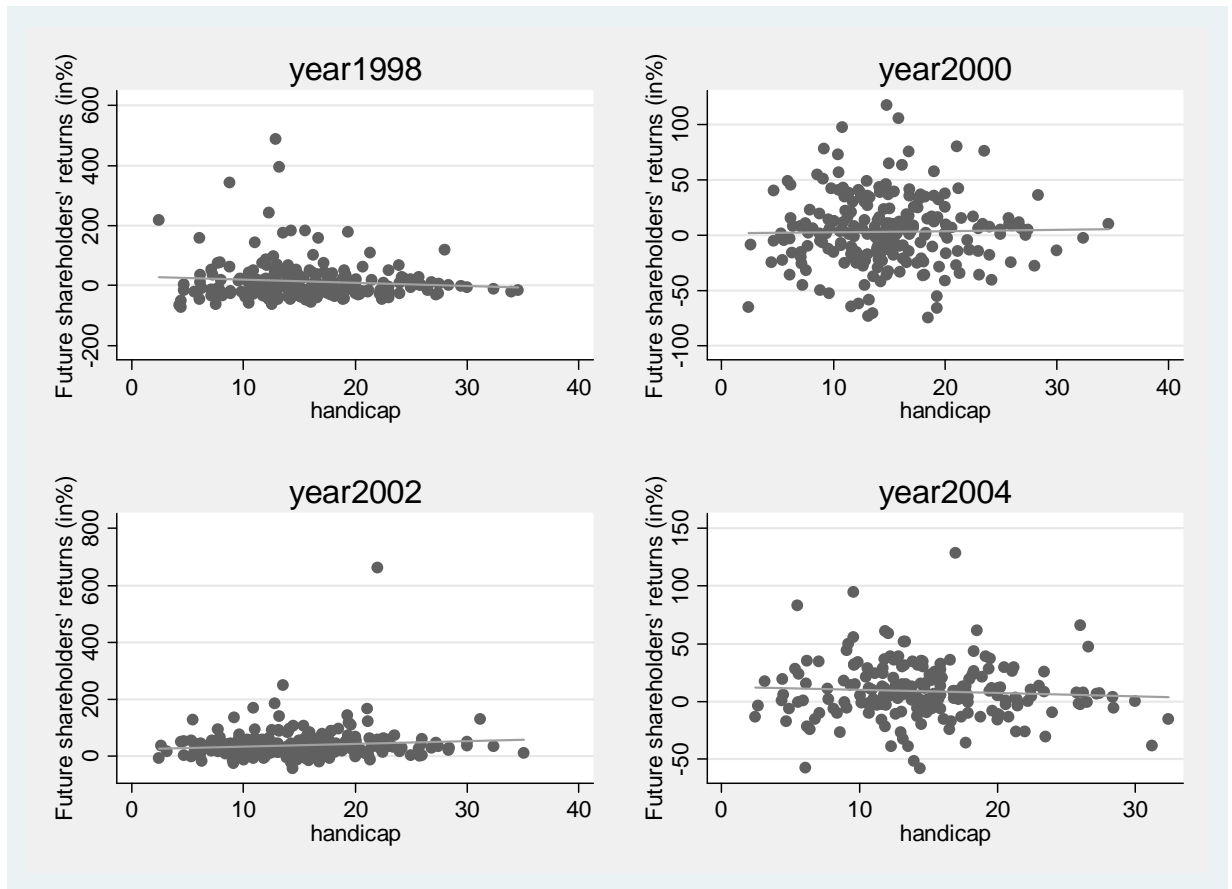 year1998
Future shareholders' returns (in%)
600
400
200
0
-200
0 10 20 30 40
handicap
year2000
Future shareholders' returns (in%)
100
50
0
-50
-100
0 10 20 30 40
handicap
year2002
Future shareholders' returns (in%)
800
600
400
200
0
0 10 20 30 40
handicap
year2004
Future shareholders' returns (in%)
150
100
50
0
-50
0 10 20 30
handicap